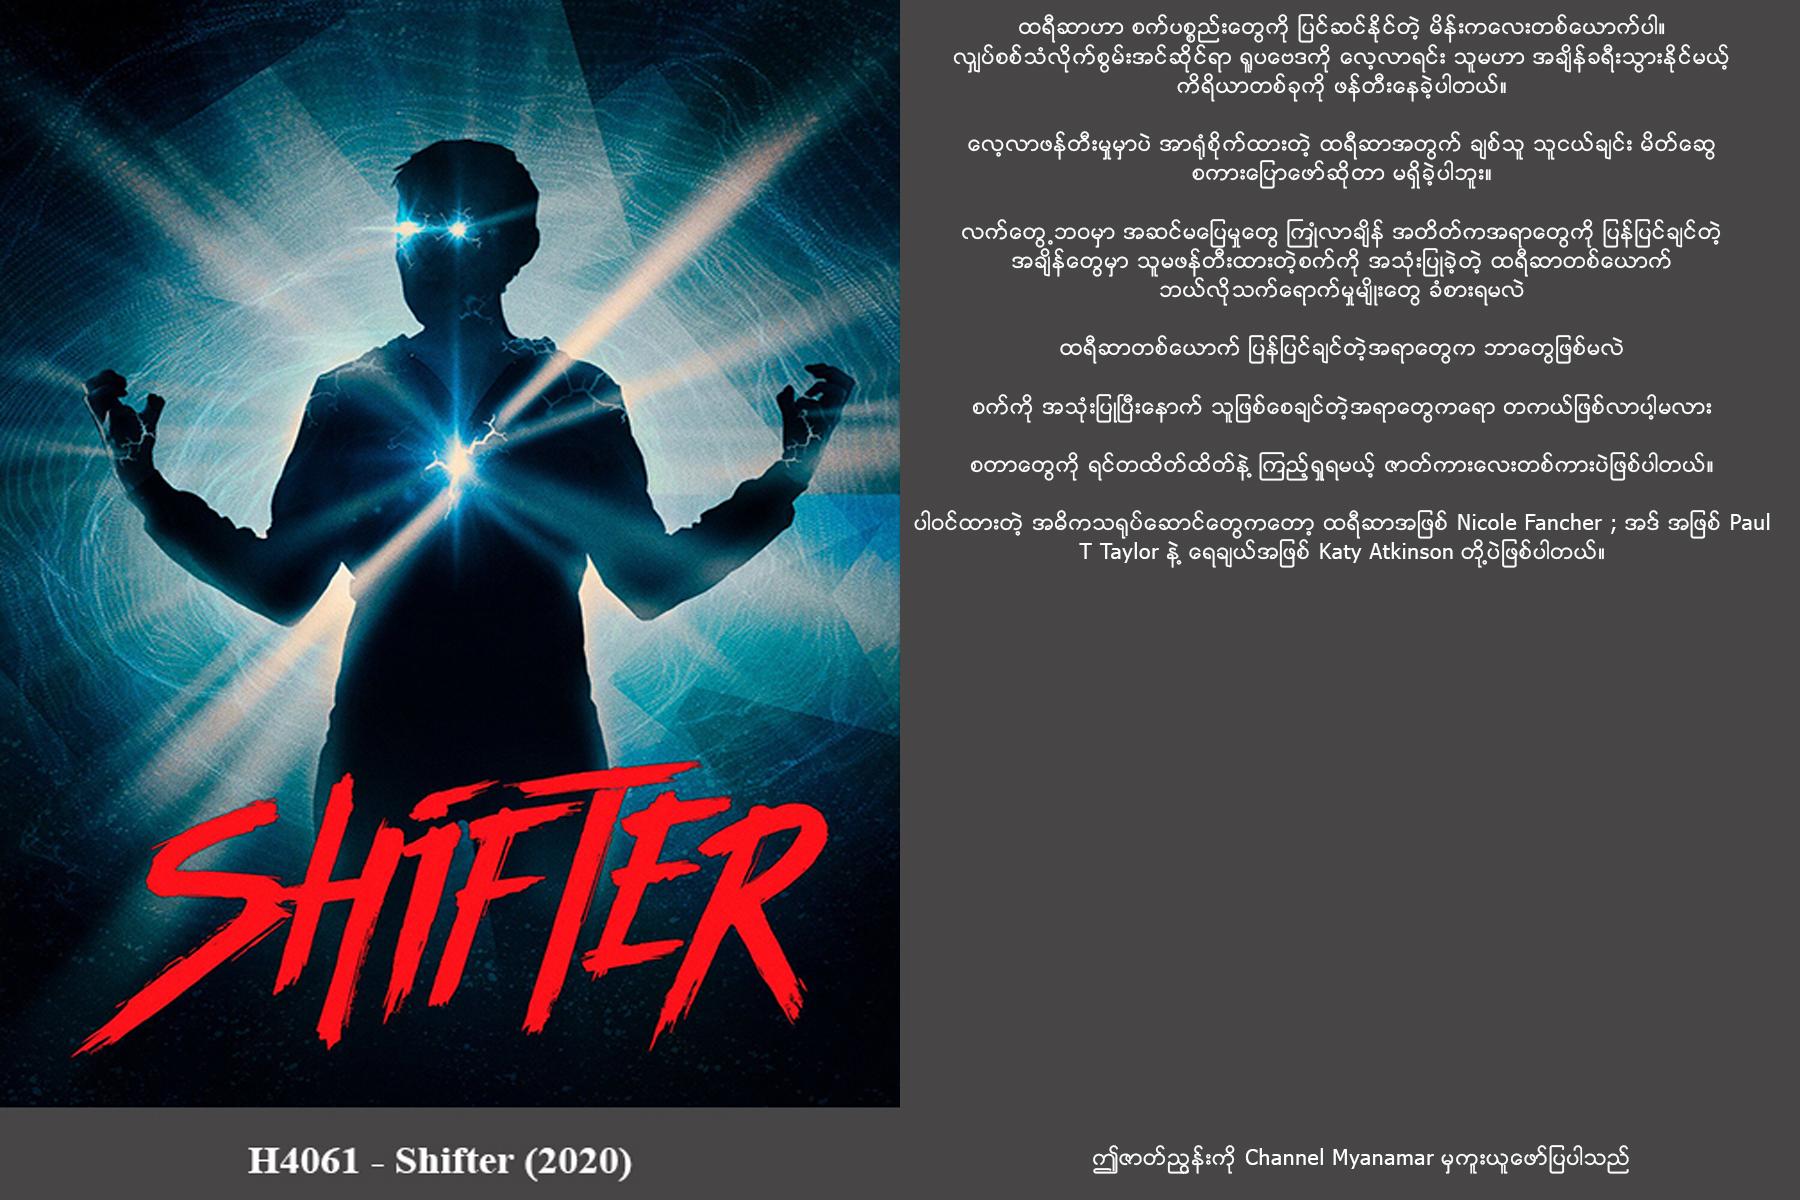 SHiFTER
H4061 - Shifter (2020)
ထရီဆာဟာ စက်ပစ္စည်းတွေကို ပြင်ဆင်နိုင်တဲ့ မိန်းကလေးတစ်ယောက်ပါ။
လျှပ်စစ်သံလိုက်စွမ်းအင်ဆိုင်ရာ ရူပဗေဒကို လေ့လာရင်း သူမဟာ အချိန်ခရီးသွားနိုင်မယ့်
ကိရိယာတစ်ခုကို ဖန်တီးနေခဲ့ပါတယ်။
လေ့လာဖန်တီးမှုမှာပဲ အာရုံစိုက်ထားတဲ့ ထရီဆာအတွက် ချစ်သူ သူငယ်ချင်း မိတ်ဆွေ
စကားပြောဖော်ဆိုတာ မရှိခဲ့ပါဘူး။
လက်တွေ့ဘဝမှာ အဆင်မပြေမှုတွေ ကြုံလာချိန် အတိတ်ကအရာတွေကို ပြန်ပြင်ချင်တဲ့
အချိန်တွေမှာ သူမဖန်တီးထားတဲ့စက်ကို အသုံးပြုခဲ့တဲ့ ထရီဆာတစ်ယောက်
ဘယ်လိုသက်ရောက်မှုမျိုးတွေ ခံစားရမလဲ
ထရီဆာတစ်ယောက် ပြန်ပြင်ချင်တဲ့အရာတွေက ဘာတွေဖြစ်မလဲ
စက်ကို အသုံးပြုပြီးနောက် သူဖြစ်စေချင်တဲ့အရာတွေကရော တကယ်ဖြစ်လာပါ့မလား
စတာတွေကို ရင်တထိတ်ထိတ်နဲ့ ကြည့်ရှုရမယ့် ဇာတ်ကားလေးတစ်ကားပဲဖြစ်ပါတယ်။
ပါဝင်ထားတဲ့ အဓိကသရုပ်ဆောင်တွေကတော့ ထရီဆာအဖြစ် Nicole Fancher ; အဒ် အဖြစ် Paul
T Taylor နဲ့ ရေချယ်အဖြစ် Katy Atkinson တို့ပဲဖြစ်ပါတယ်။
ဤဇာတ်ညွှန်းကို Channel Myanamar မှကူးယူဖော်ပြပါသည်